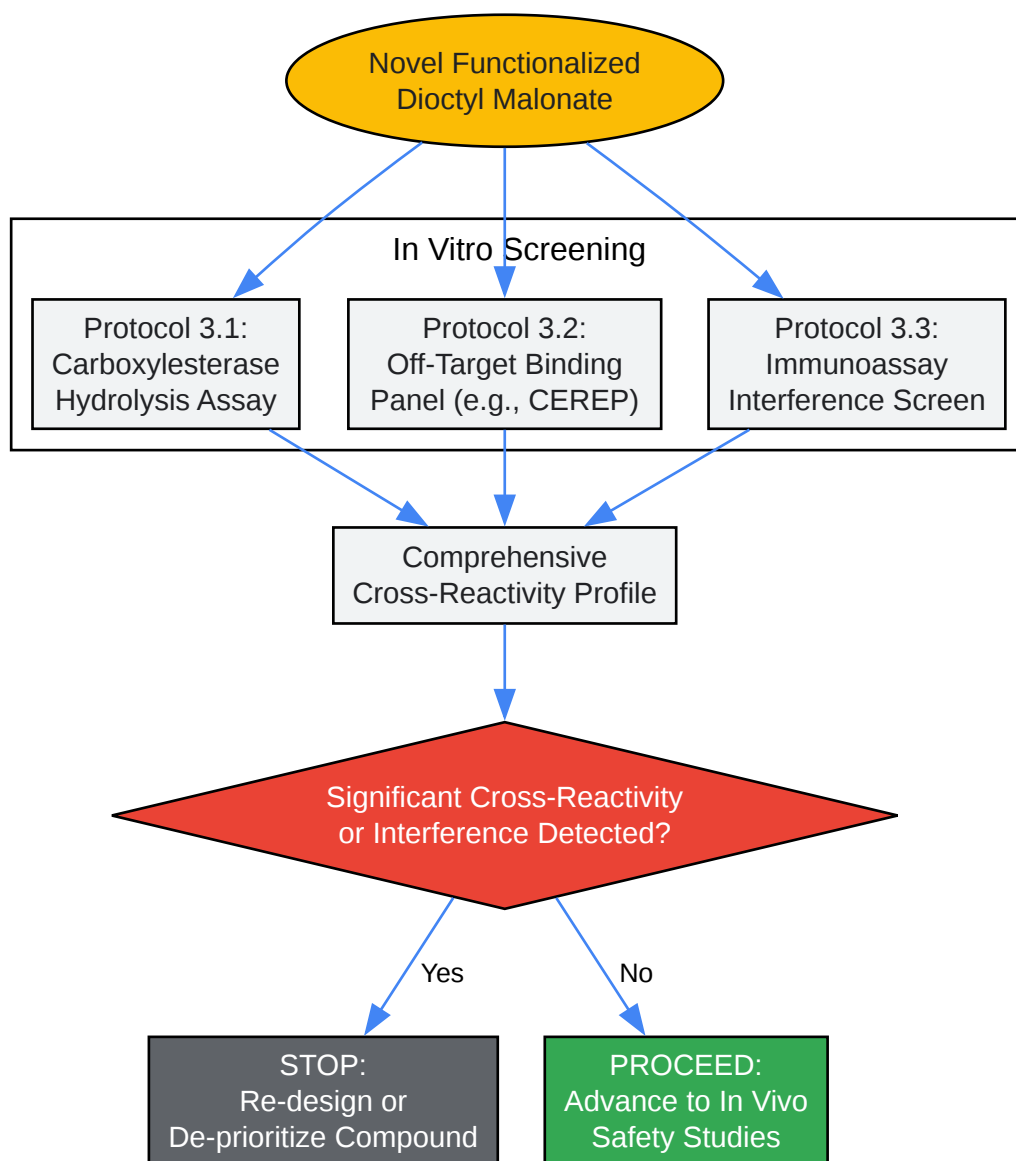 Novel Functionalized
Dioctyl Malonate
In Vitro Screening
Protocol 3.1:
Carboxylesterase
Hydrolysis Assay
Protocol 3.2:
Off-Target Binding
Panel (e.g., CEREP)
Protocol 3.3:
Immunoassay
Interference Screen
Comprehensive
Cross-Reactivity Profile
Significant Cross-Reactivity
or Interference Detected?
Yes
No
STOP:
Re-design or
De-prioritize Compound
PROCEED:
Advance to In Vivo
Safety Studies